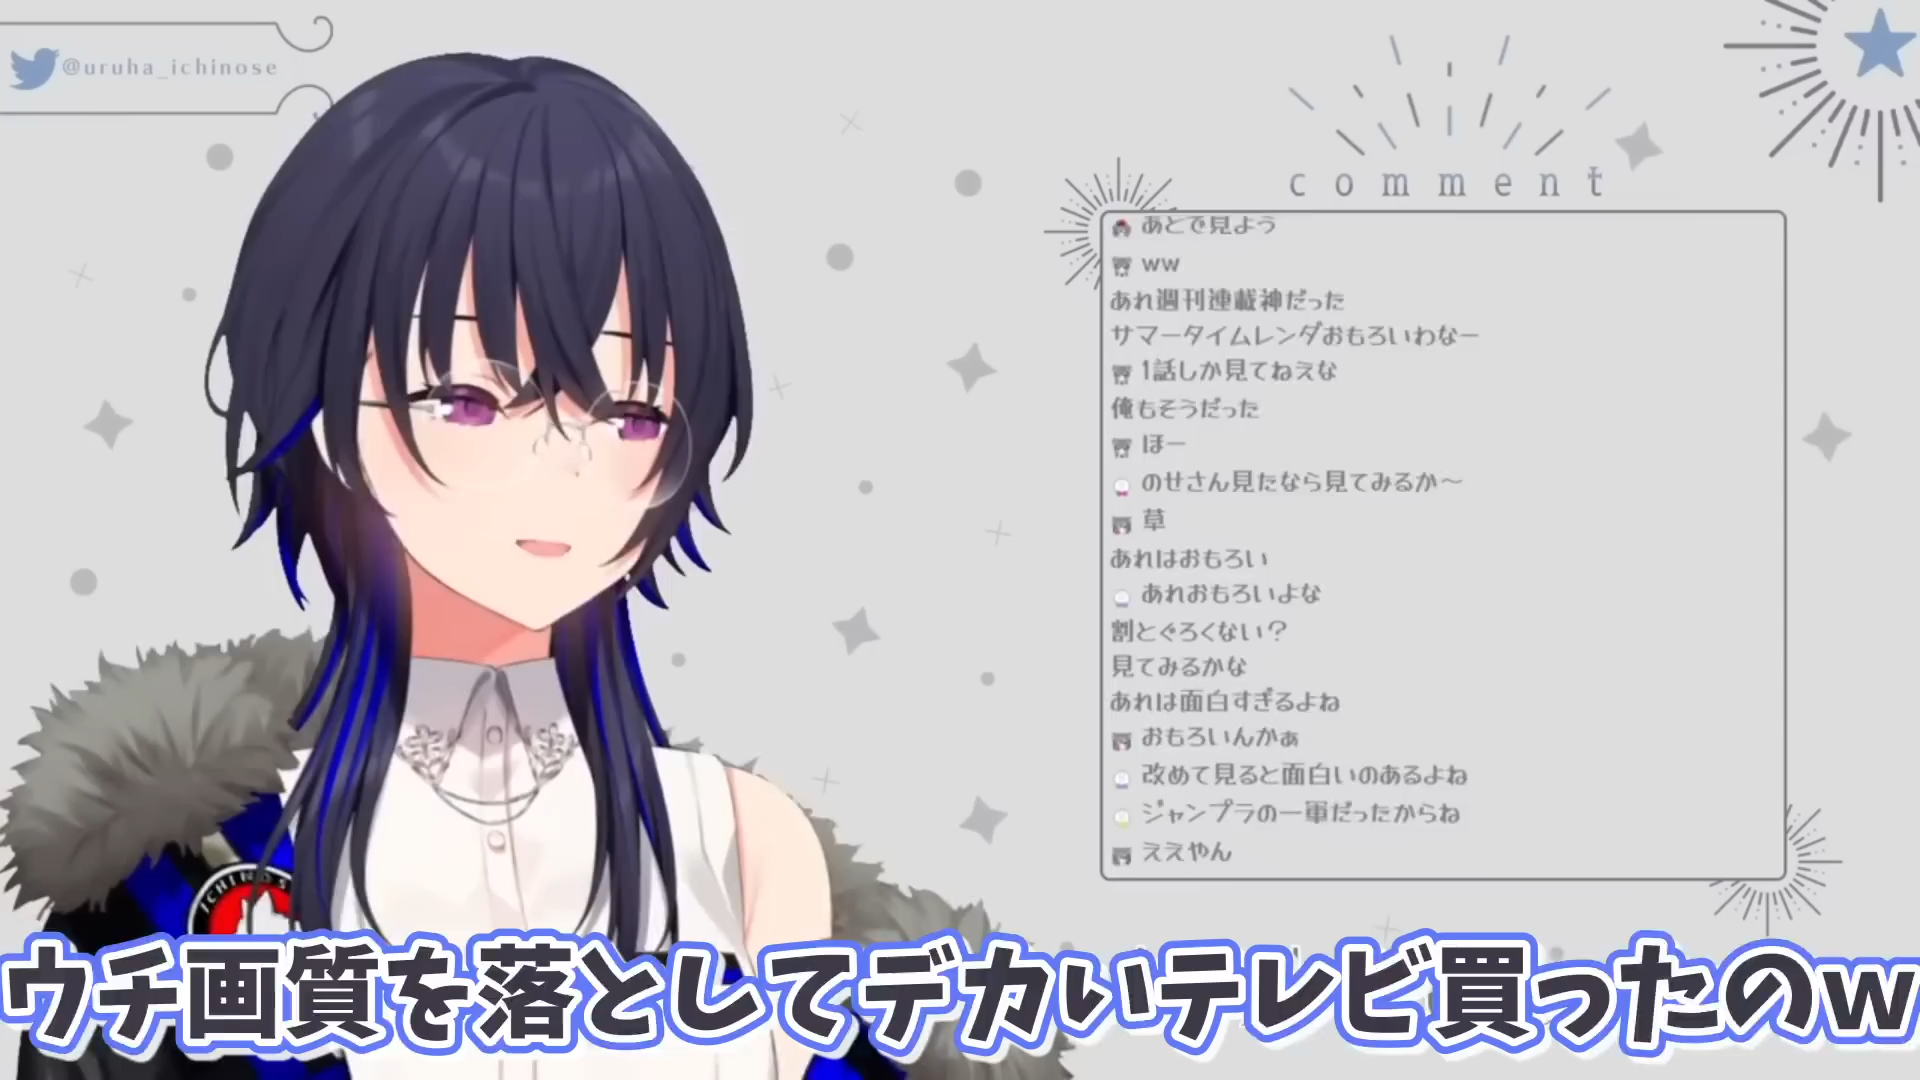 @uruha_ichinose
comment
あとで見よう
ww
あれ週刊連載神だった
サマータイムレンダおもろいわなー
1話しか見てねえな
俺もそうだった
ほー
のせさん見たなら見てみるか～
草
あれはおもろい
あれおもろいよな
割とぐろくない？
見てみるかな
あれは面白すぎるよね
おもろいんかぁ
改めて見ると面白いのあるよね
ジャンプラの一軍だったからね
ええやん
ICHINOS
ウチ画質を落としてデカいテレビ買ったのw